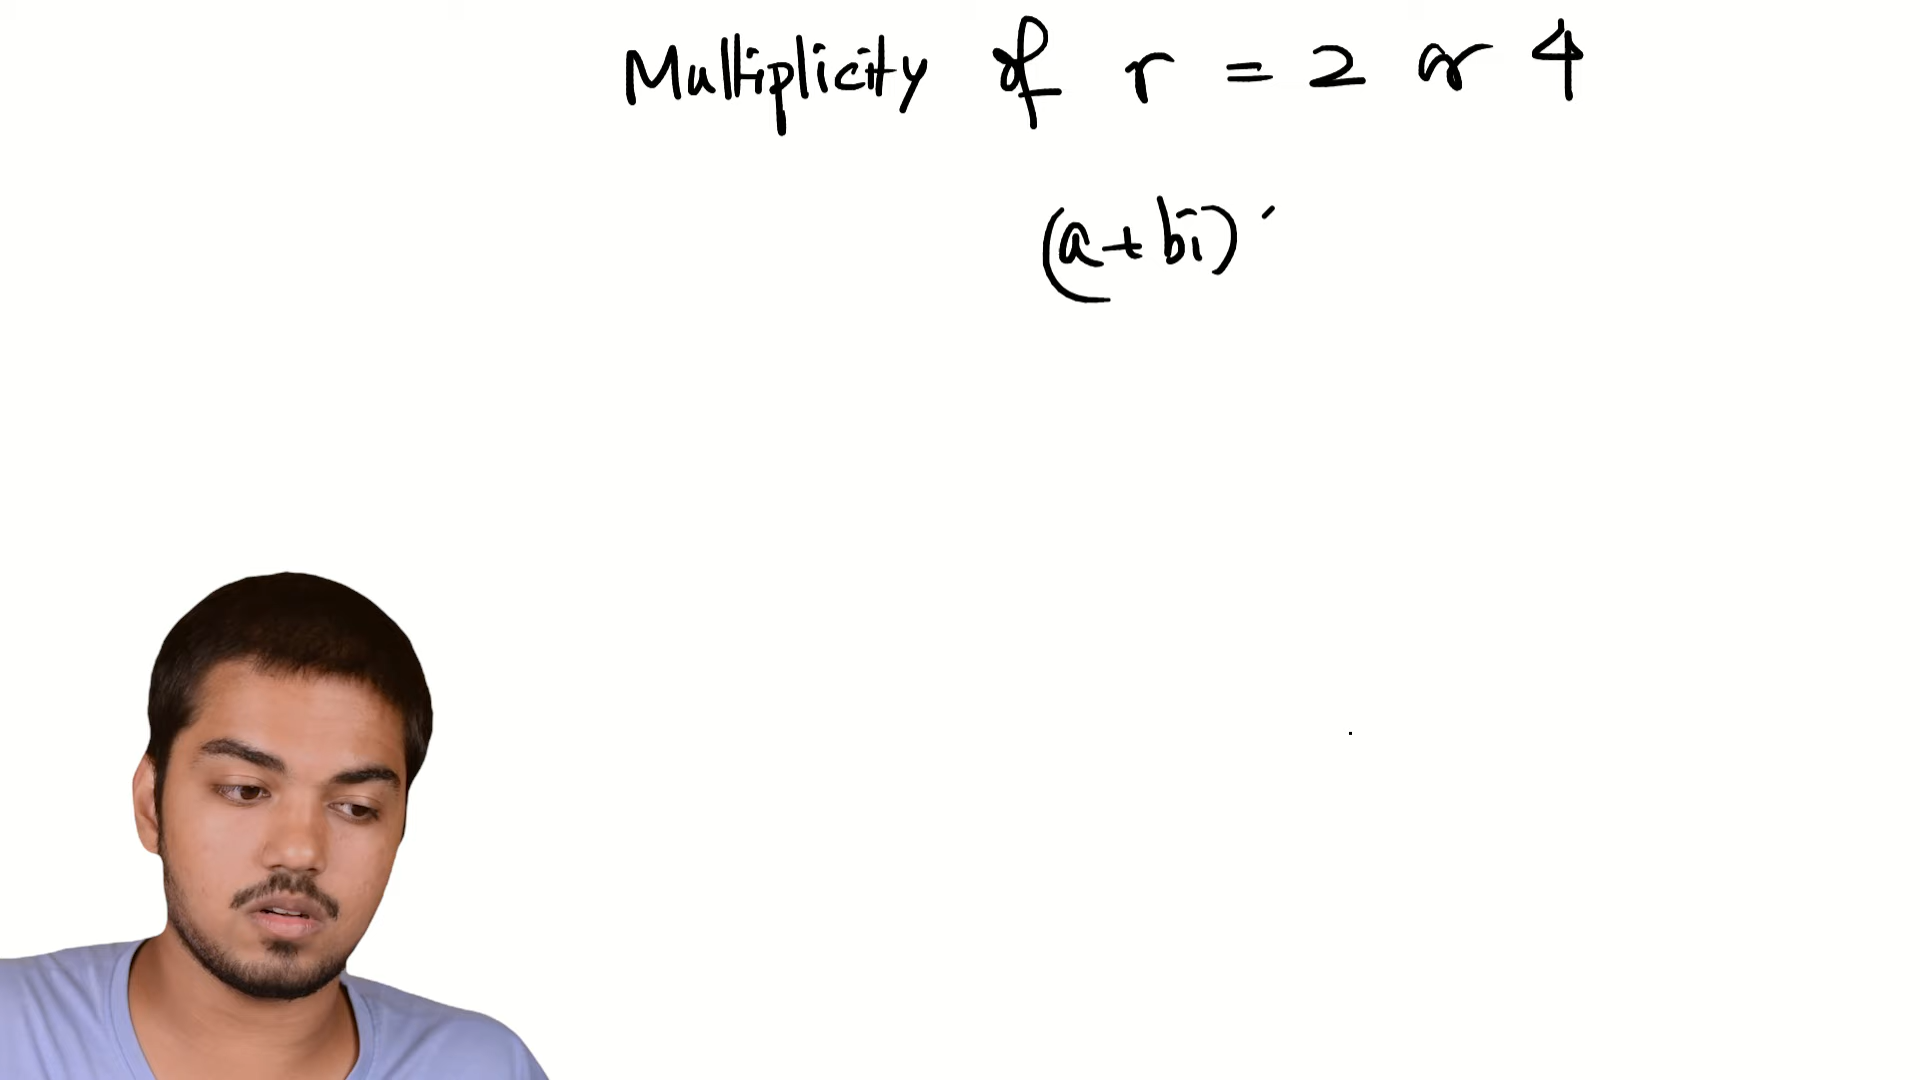 Multiplicity of r = 2 or 4
(a+bi)'